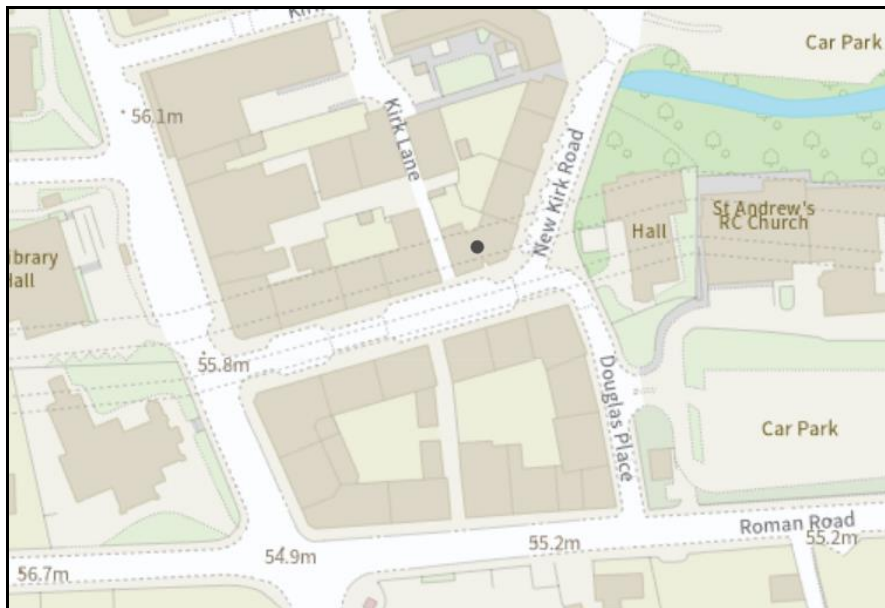 Car Park
56.1m
Kirk Lane
New Kirk Road
Hall
St Andrew's
RC Church
ibrary
Hall
55.8m
Douglas Place
Car Park
Roman Road
55.2m
55.2m
54.9m
56.7m